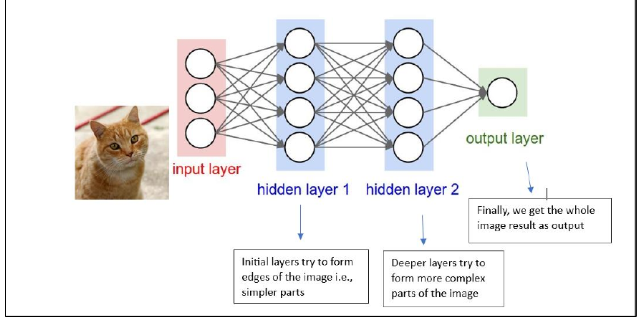 input layer
hidden layer 1
hidden layer 2
output layer
Initial layers try to form
edges of the image i.e.,
simpler parts
Deeper layers try to
form more complex
parts of the image
Finally, we get the whole
image result as output